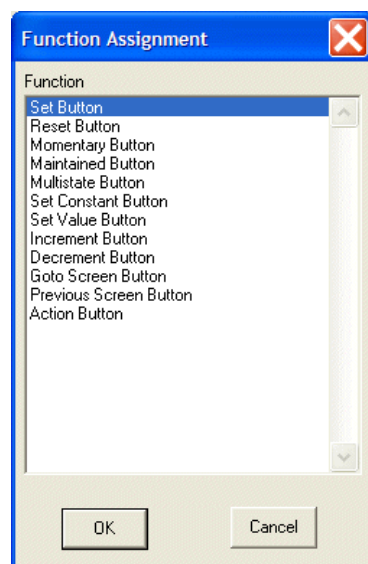 Function Assignment
Function
Set Button
Reset Button
Momentary Button
Maintained Button
Multistate Button
Set Constant Button
Set Value Button
Increment Button
Decrement Button
Goto Screen Button
Previous Screen Button
Action Button
OK Cancel